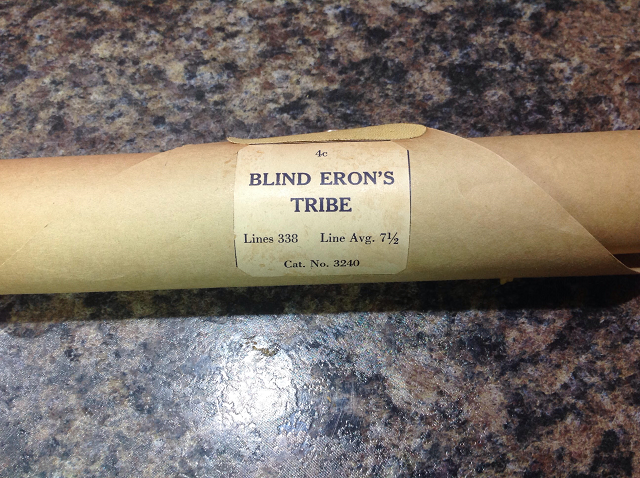 4c
BLIND ERON'S
TRIBE
Lines 338 Line Avg. 7½
Cat. No. 3240